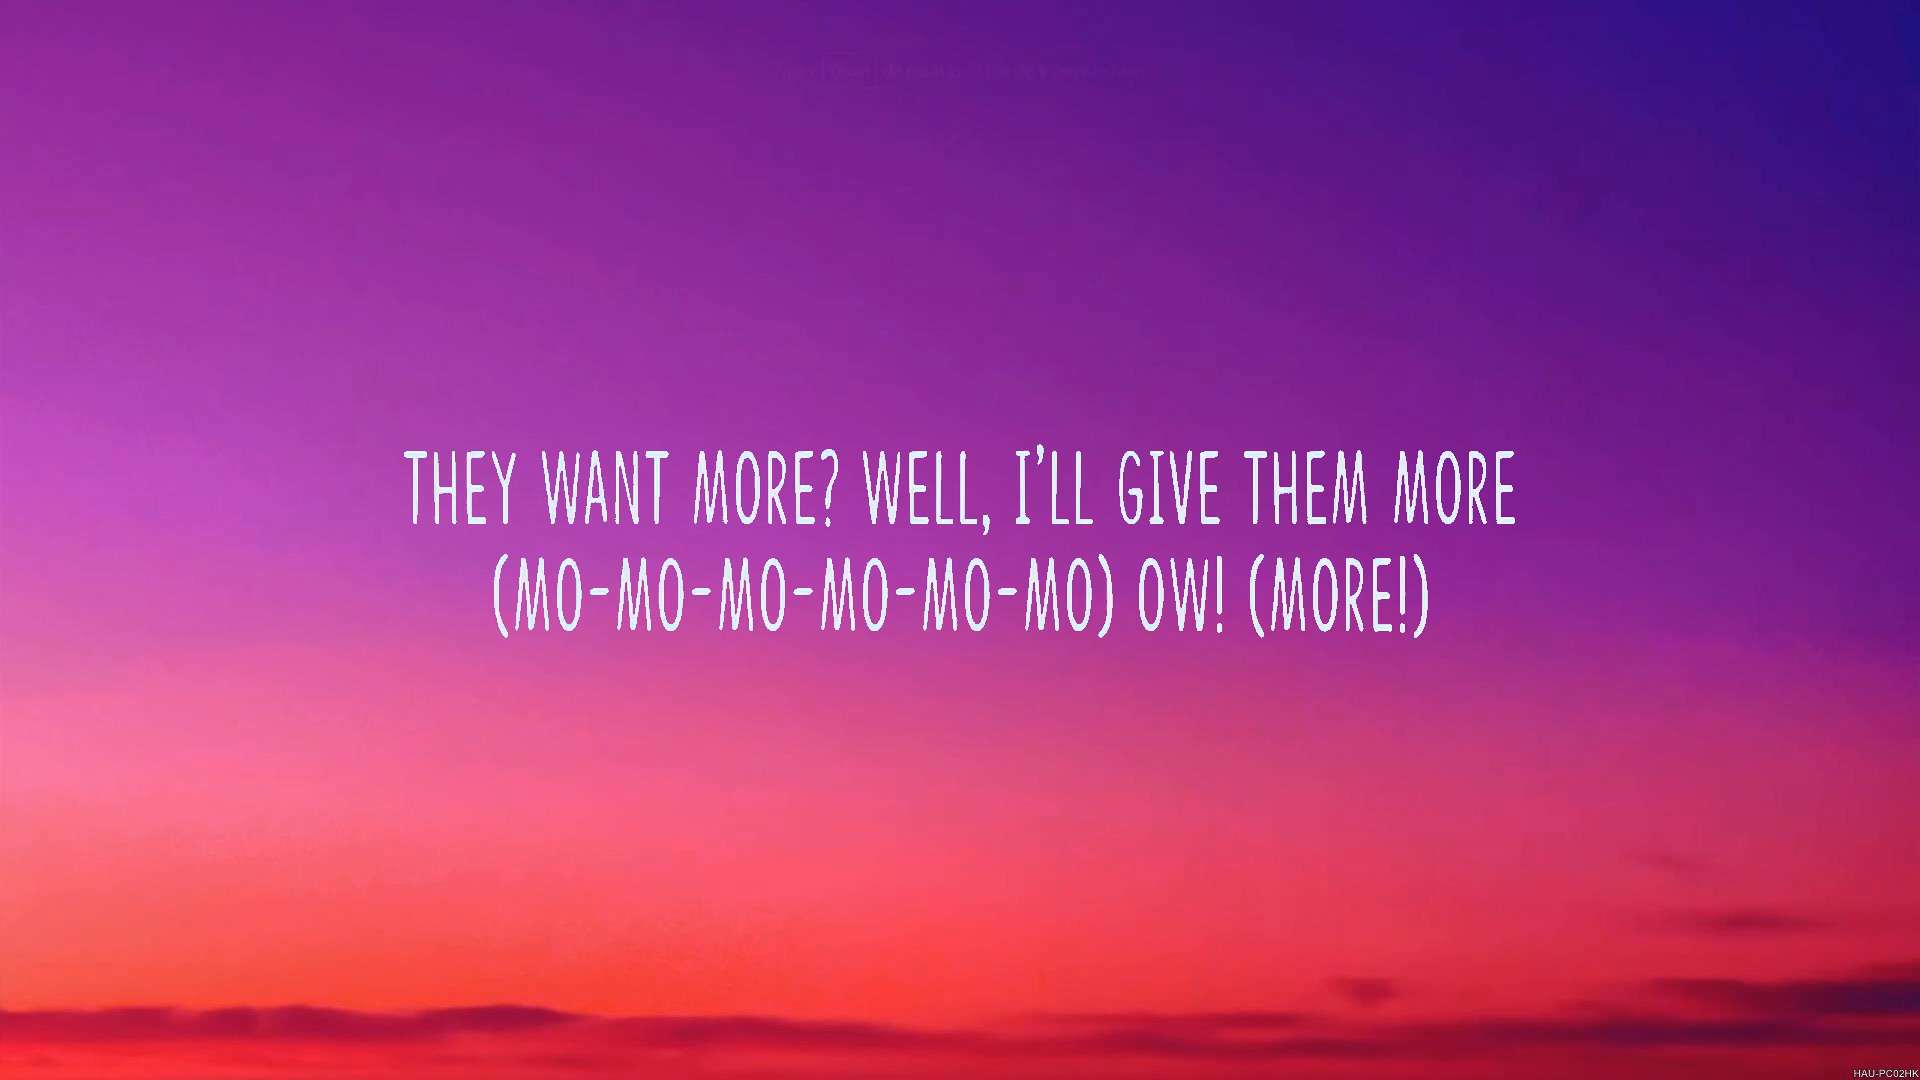 THEY WANT MORE? WELL, I'LL GIVE THEM MORE
(MO-MO-MO-MO-MO-MO) OW! (MORE!)
HAU-PC02HK